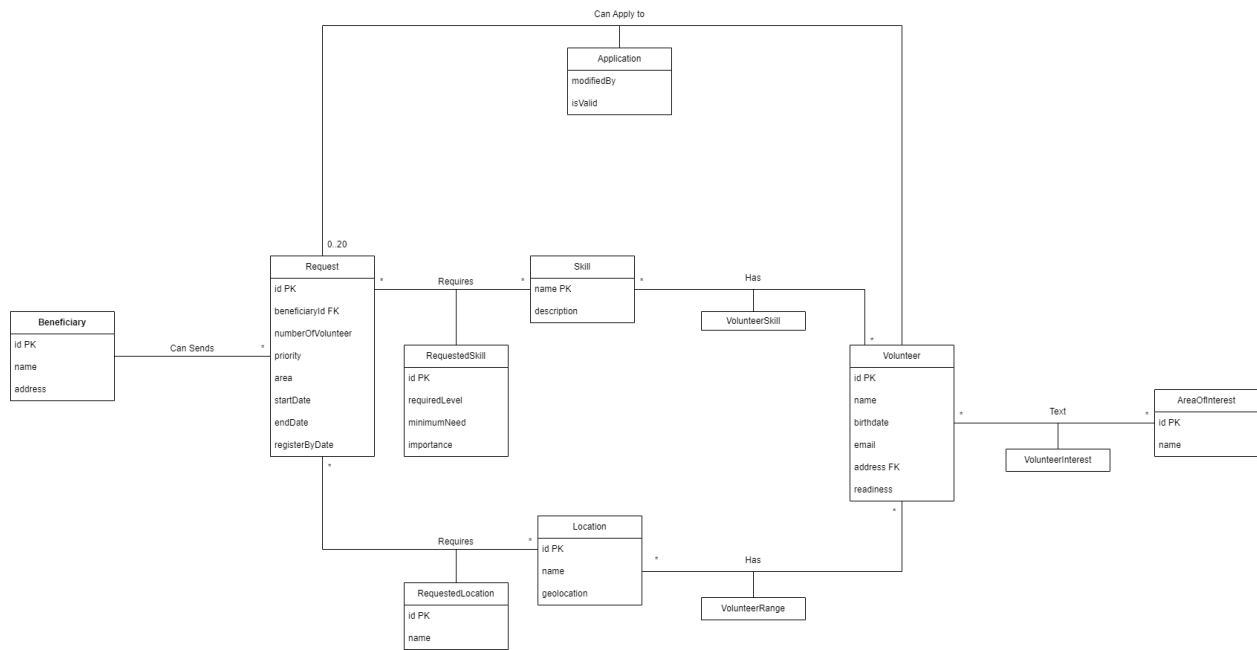 Can Apply to
Application
modifiedBy
isValid
0..20
Request
id PK
beneficiaryId FK
numberOfVolunteer
priority
area
startDate
endDate
registerByDate
*
Requires
*
Skill
name PK
description
*
Has
VolunteerSkill
*
Beneficiary
id PK
name
address
Can Sends
*
RequestedSkill
id PK
requiredLevel
minimumNeed
importance
Volunteer
id PK
name
birthdate
email
address FK
readiness
*
Text
*
VolunteerInterest
AreaOfInterest
id PK
name
*
Requires
*
RequestedLocation
id PK
name
Location
id PK
name
geolocation
*
Has
*
VolunteerRange